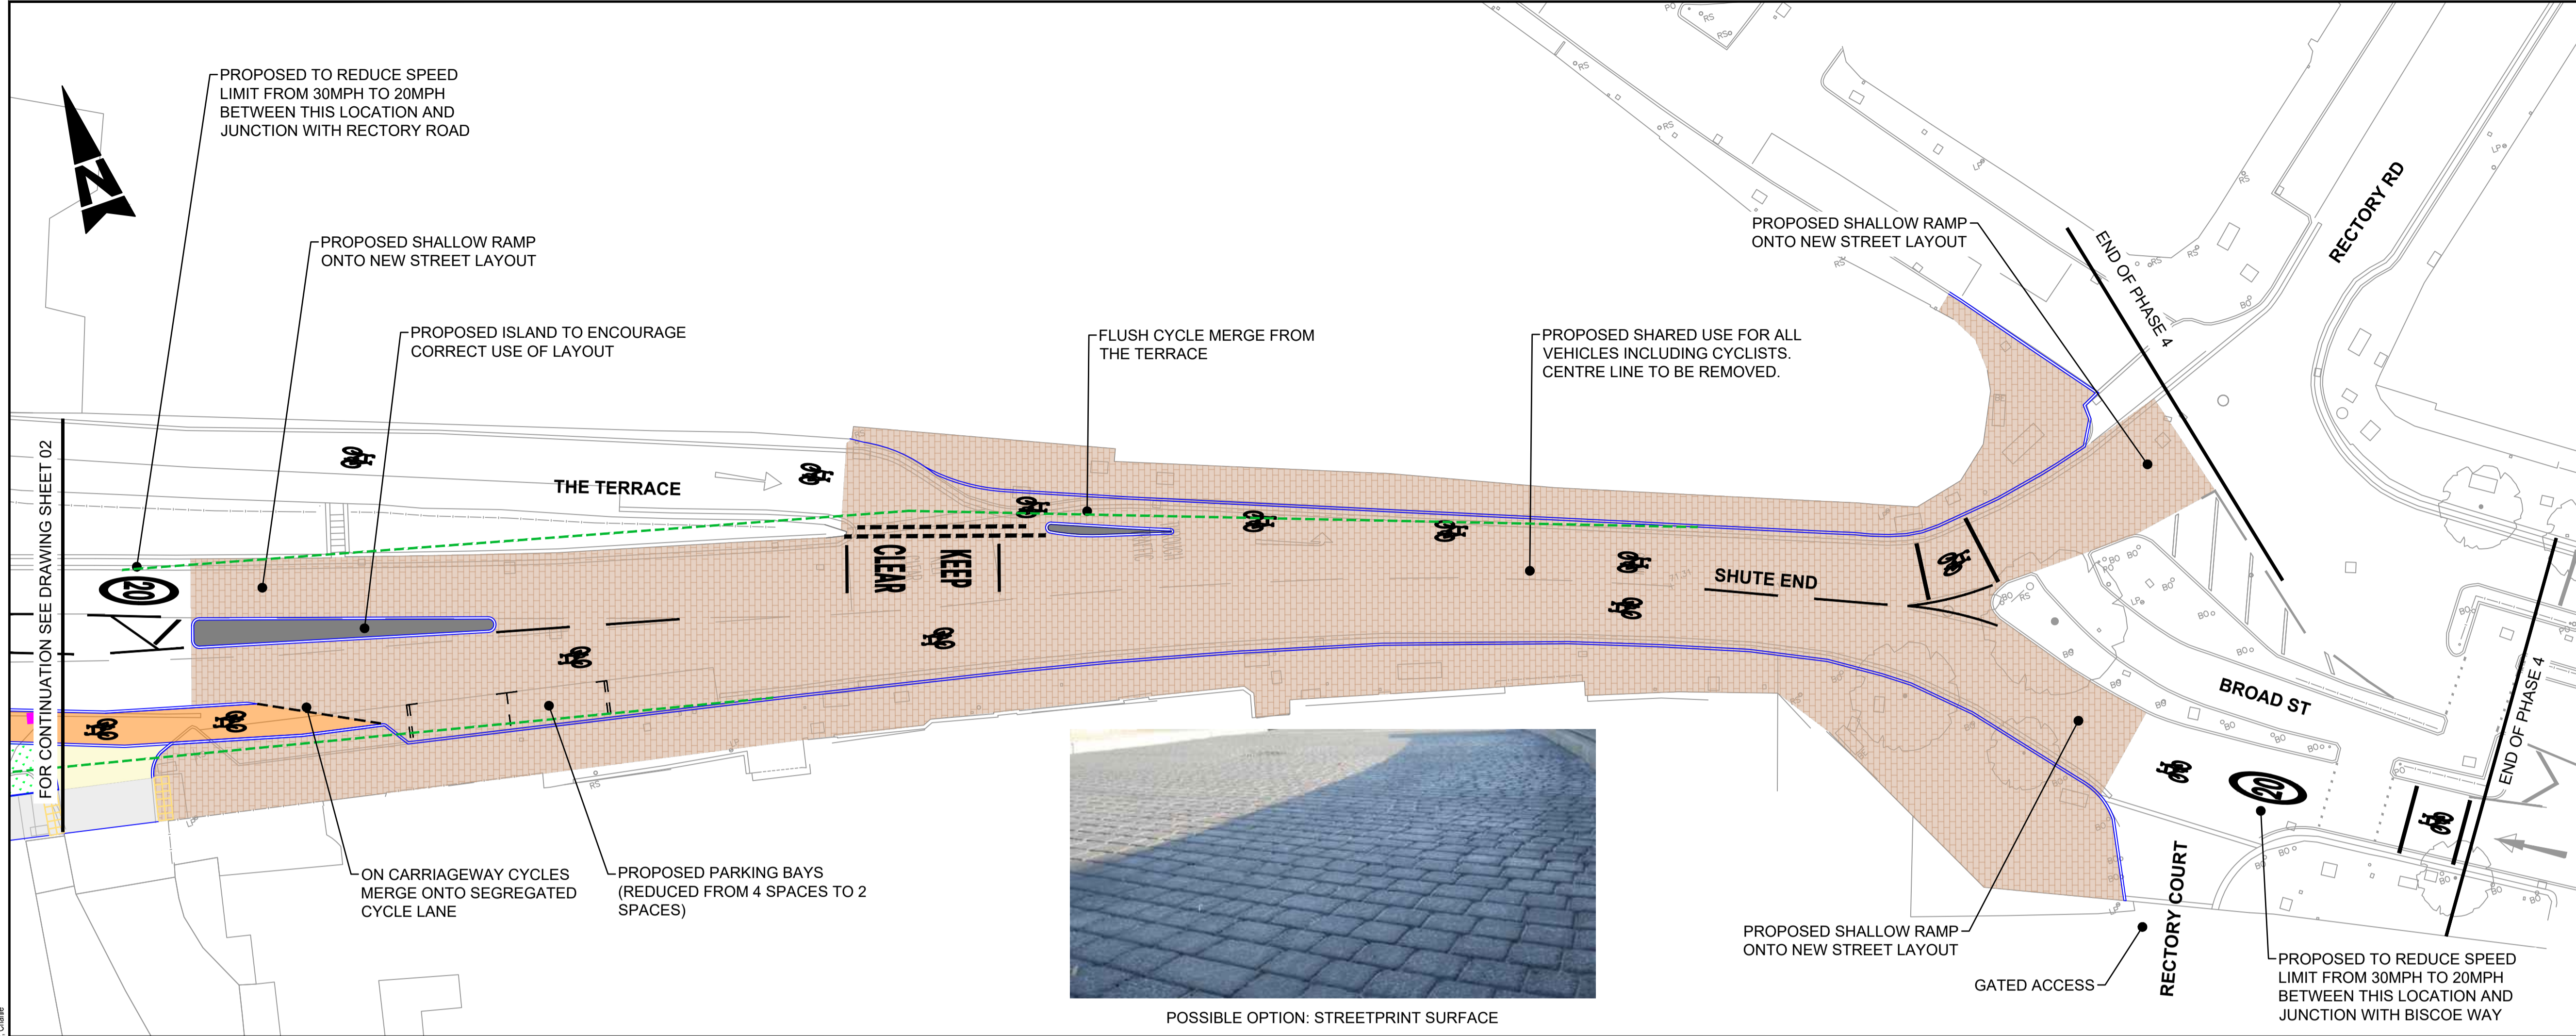 PROPOSED TO REDUCE SPEED
LIMIT FROM 30MPH TO 20MPH
BETWEEN THIS LOCATION AND
JUNCTION WITH RECTORY ROAD
N
PROPOSED SHALLOW RAMP
ONTO NEW STREET LAYOUT
PROPOSED ISLAND TO ENCOURAGE
CORRECT USE OF LAYOUT
FLUSH CYCLE MERGE FROM
THE TERRACE
PROPOSED SHARED USE FOR ALL
VEHICLES INCLUDING CYCLISTS.
CENTRE LINE TO BE REMOVED.
PROPOSED SHALLOW RAMP
ONTO NEW STREET LAYOUT
END OF PHASE 4
RECTORY RD
FOR CONTINUATION SEE DRAWING SHEET 02
THE TERRACE
20
KEEP
CLEAR
SHUTE END
BROAD ST
END OF PHASE 4
20
ON CARRIAGEWAY CYCLES
MERGE ONTO SEGREGATED
CYCLE LANE
PROPOSED PARKING BAYS
(REDUCED FROM 4 SPACES TO 2
SPACES)
POSSIBLE OPTION: STREETPRINT SURFACE
PROPOSED SHALLOW RAMP
ONTO NEW STREET LAYOUT
GATED ACCESS
RECTORY COURT
PROPOSED TO REDUCE SPEED
LIMIT FROM 30MPH TO 20MPH
BETWEEN THIS LOCATION AND
JUNCTION WITH BISCOE WAY